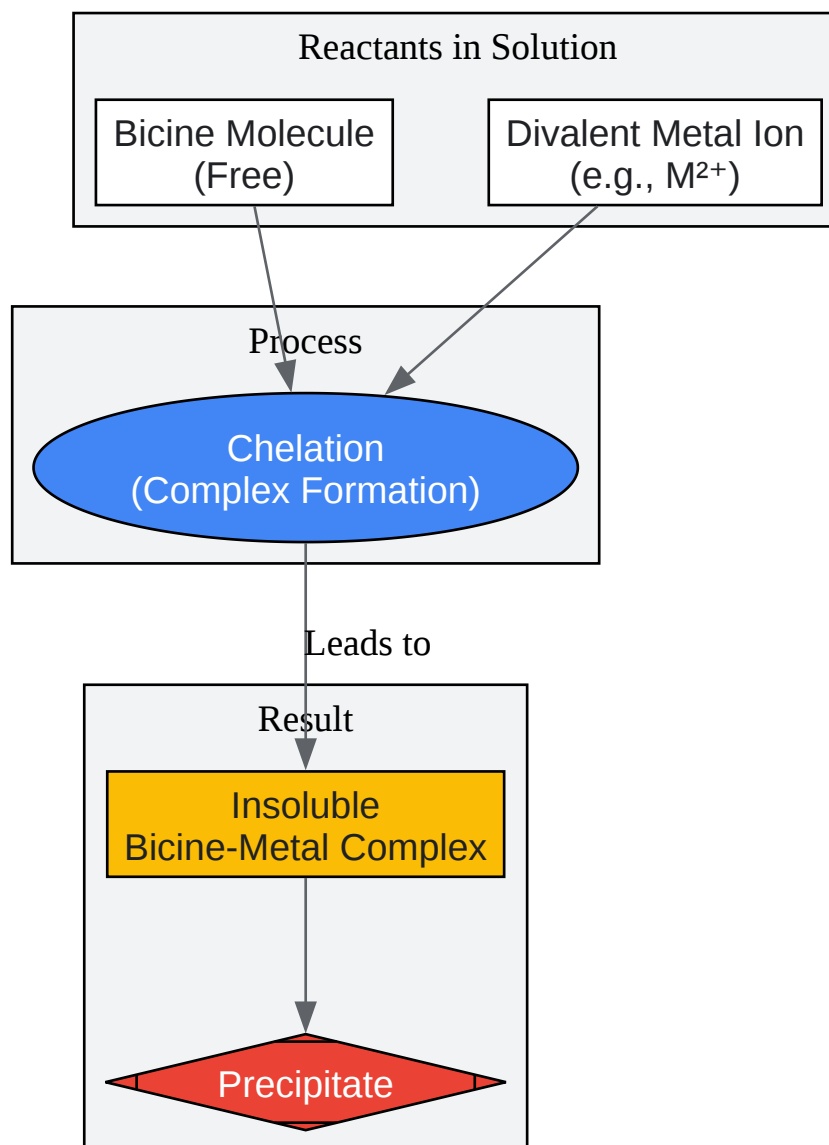 Reactants in Solution
Bicine Molecule
(Free)
Divalent Metal Ion
(e.g., M²⁺)
Process
Chelation
(Complex Formation)
Leads to
Result
Insoluble
Bicine-Metal Complex
Precipitate